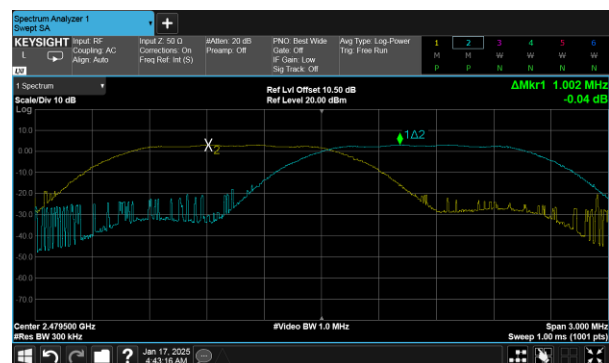 Spectrum Analyzer 1
Swept SA
+
KEYSIGHT Input: RF Input Z: 50 Ω #Atten: 20 dB PNO: Best Wide Avg Type: Log-Power 1 2 3 4 5 6
L Coupling: AC Corrections: On Preamp: Off Gate: Off Trig: Free Run M M W W W W
Align: Auto Freq Ref: Int (S) IF Gain: Low P P N N N N
LXI Sig Track: Off
1 Spectrum Ref Lvl Offset 10.50 dB ΔMkr1 1.002 MHz
Scale/Div 10 dB Ref Level 20.00 dBm -0.04 dB
Log
10.0
0.00
-10.0
-20.0
-30.0
-40.0
-50.0
-60.0
-70.0
X2
1Δ2
Center 2.479500 GHz #Video BW 1.0 MHz Span 3.000 MHz
#Res BW 300 kHz Sweep 1.00 ms (1001 pts)
? Jan 17, 2025
4:43:16 AM